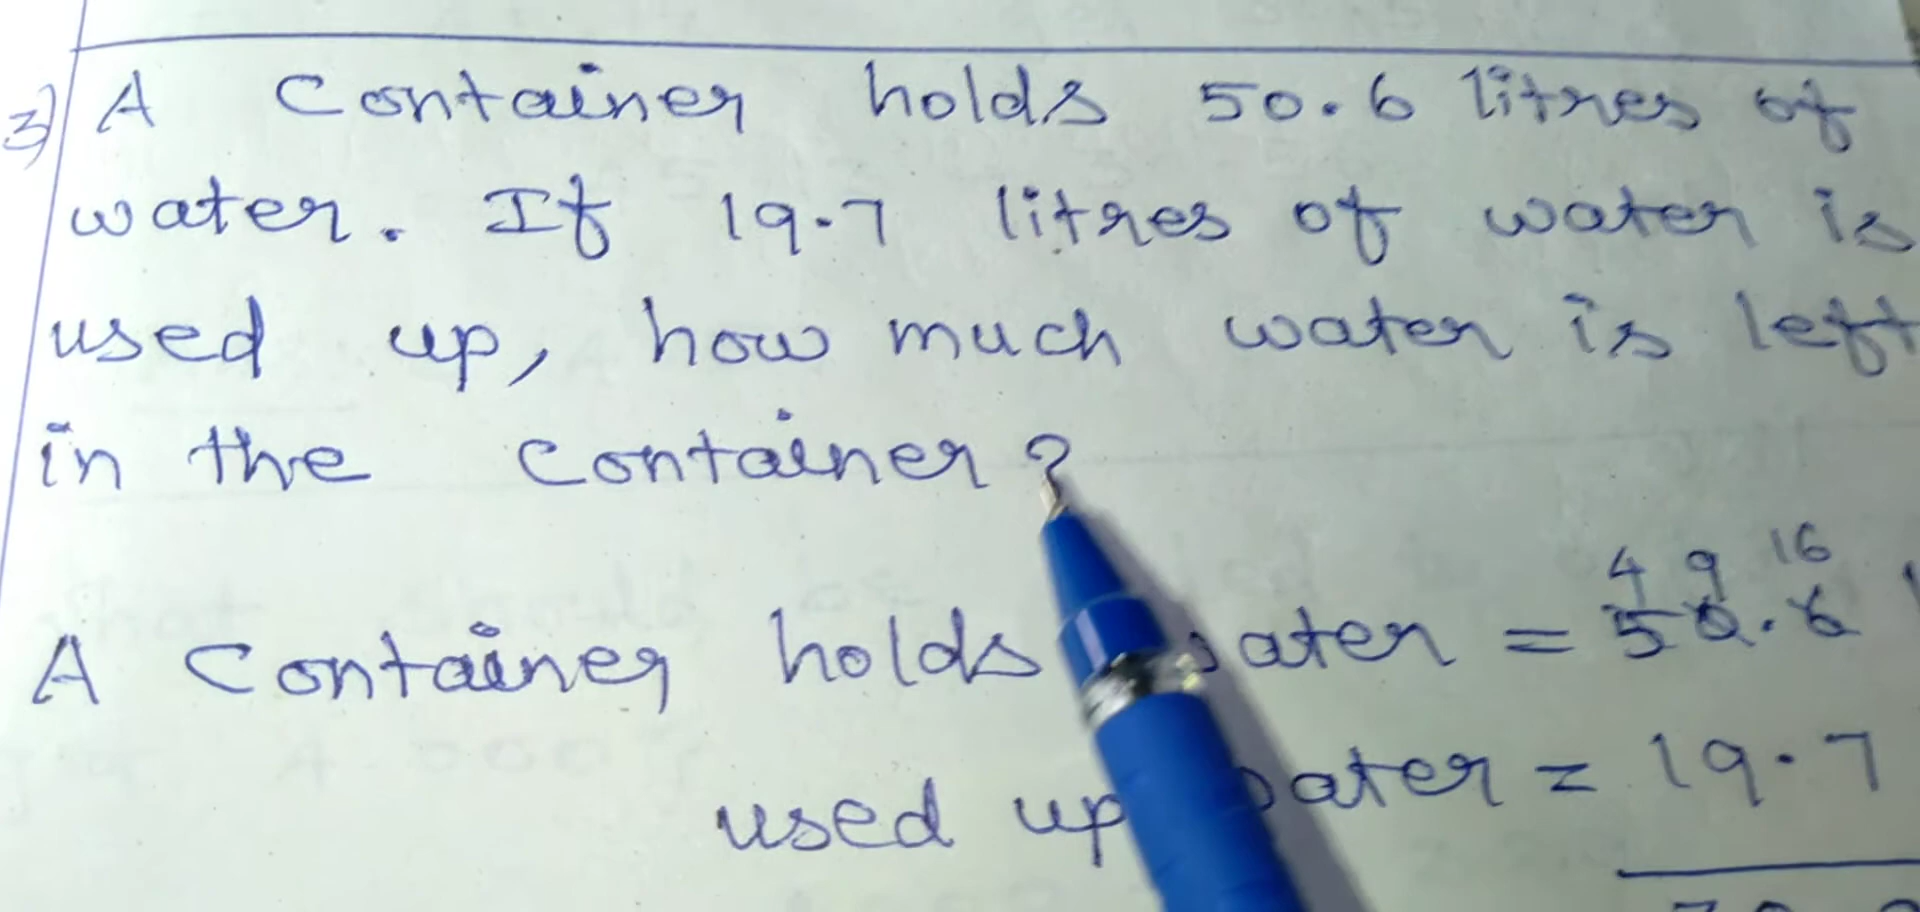 3) A container holds 50.6 litres of
water. If 19.7 litres of water is
used up, how much water is left
in the container?
4 9 16
A container holds water = 50.6
used up water = 19.7